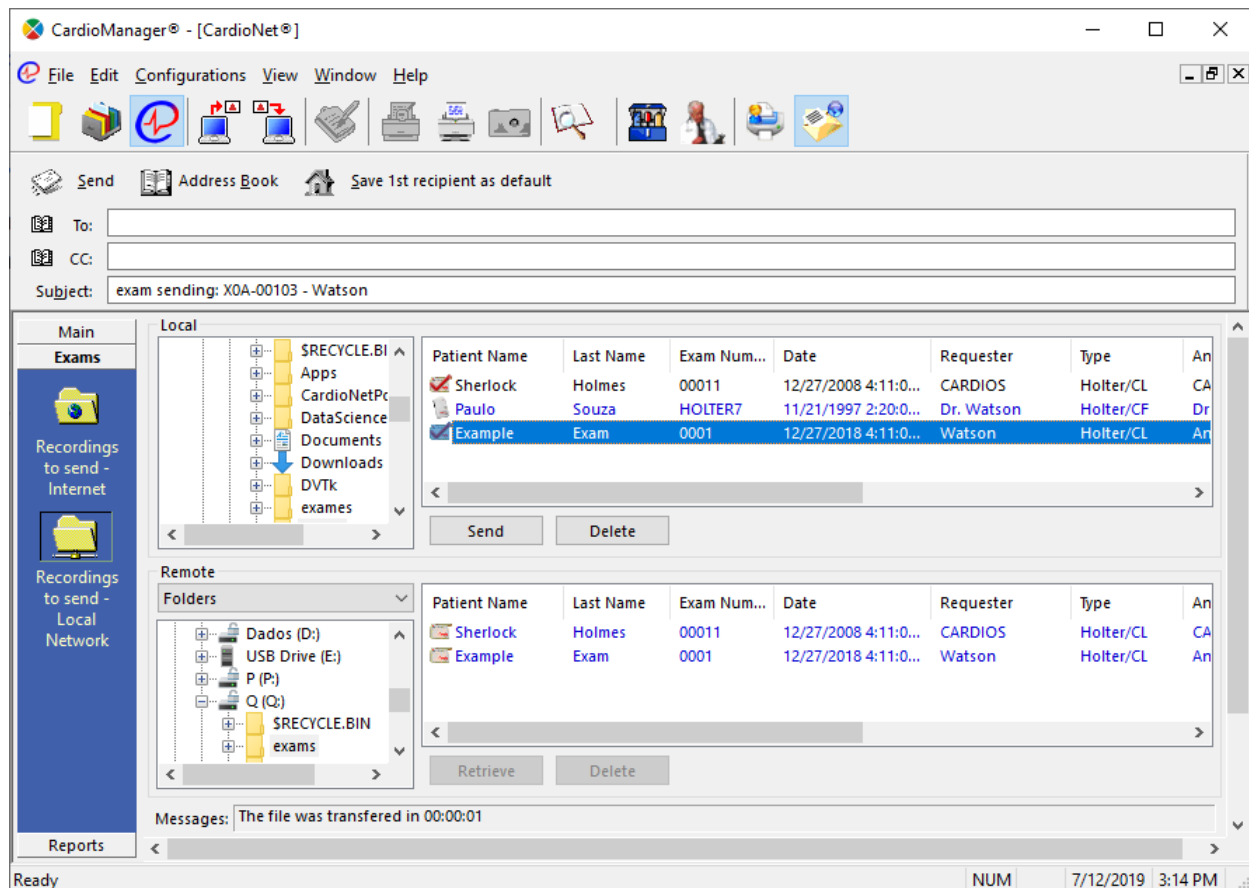 CardioManager® - [CardioNet®]
File Edit Configurations View Window Help
Send Address Book Save 1st recipient as default
To:
CC:
Subject: exam sending: X0A-00103 - Watson
Main
Exams
Recordings
to send -
Internet
Recordings
to send -
Local
Network
Reports
Local
$RECYCLE.BI
Apps
CardioNetPc
DataScience
Documents
Downloads
DVTk
exames
Patient Name Last Name Exam Num... Date Requester Type An
Sherlock Holmes 00011 12/27/2008 4:11:0... CARDIOS Holter/CL CA
Paulo Souza HOLTER7 11/21/1997 2:20:0... Dr. Watson Holter/CF Dr
Example Exam 0001 12/27/2018 4:11:0... Watson Holter/CL An
Send Delete
Remote
Folders
Dados (D:)
USB Drive (E:)
P (P:)
Q (Q:)
$RECYCLE.BIN
exams
Patient Name Last Name Exam Num... Date Requester Type An
Sherlock Holmes 00011 12/27/2008 4:11:0... CARDIOS Holter/CL CA
Example Exam 0001 12/27/2018 4:11:0... Watson Holter/CL An
Retrieve Delete
Messages: The file was transfered in 00:00:01
Ready NUM 7/12/2019 3:14 PM